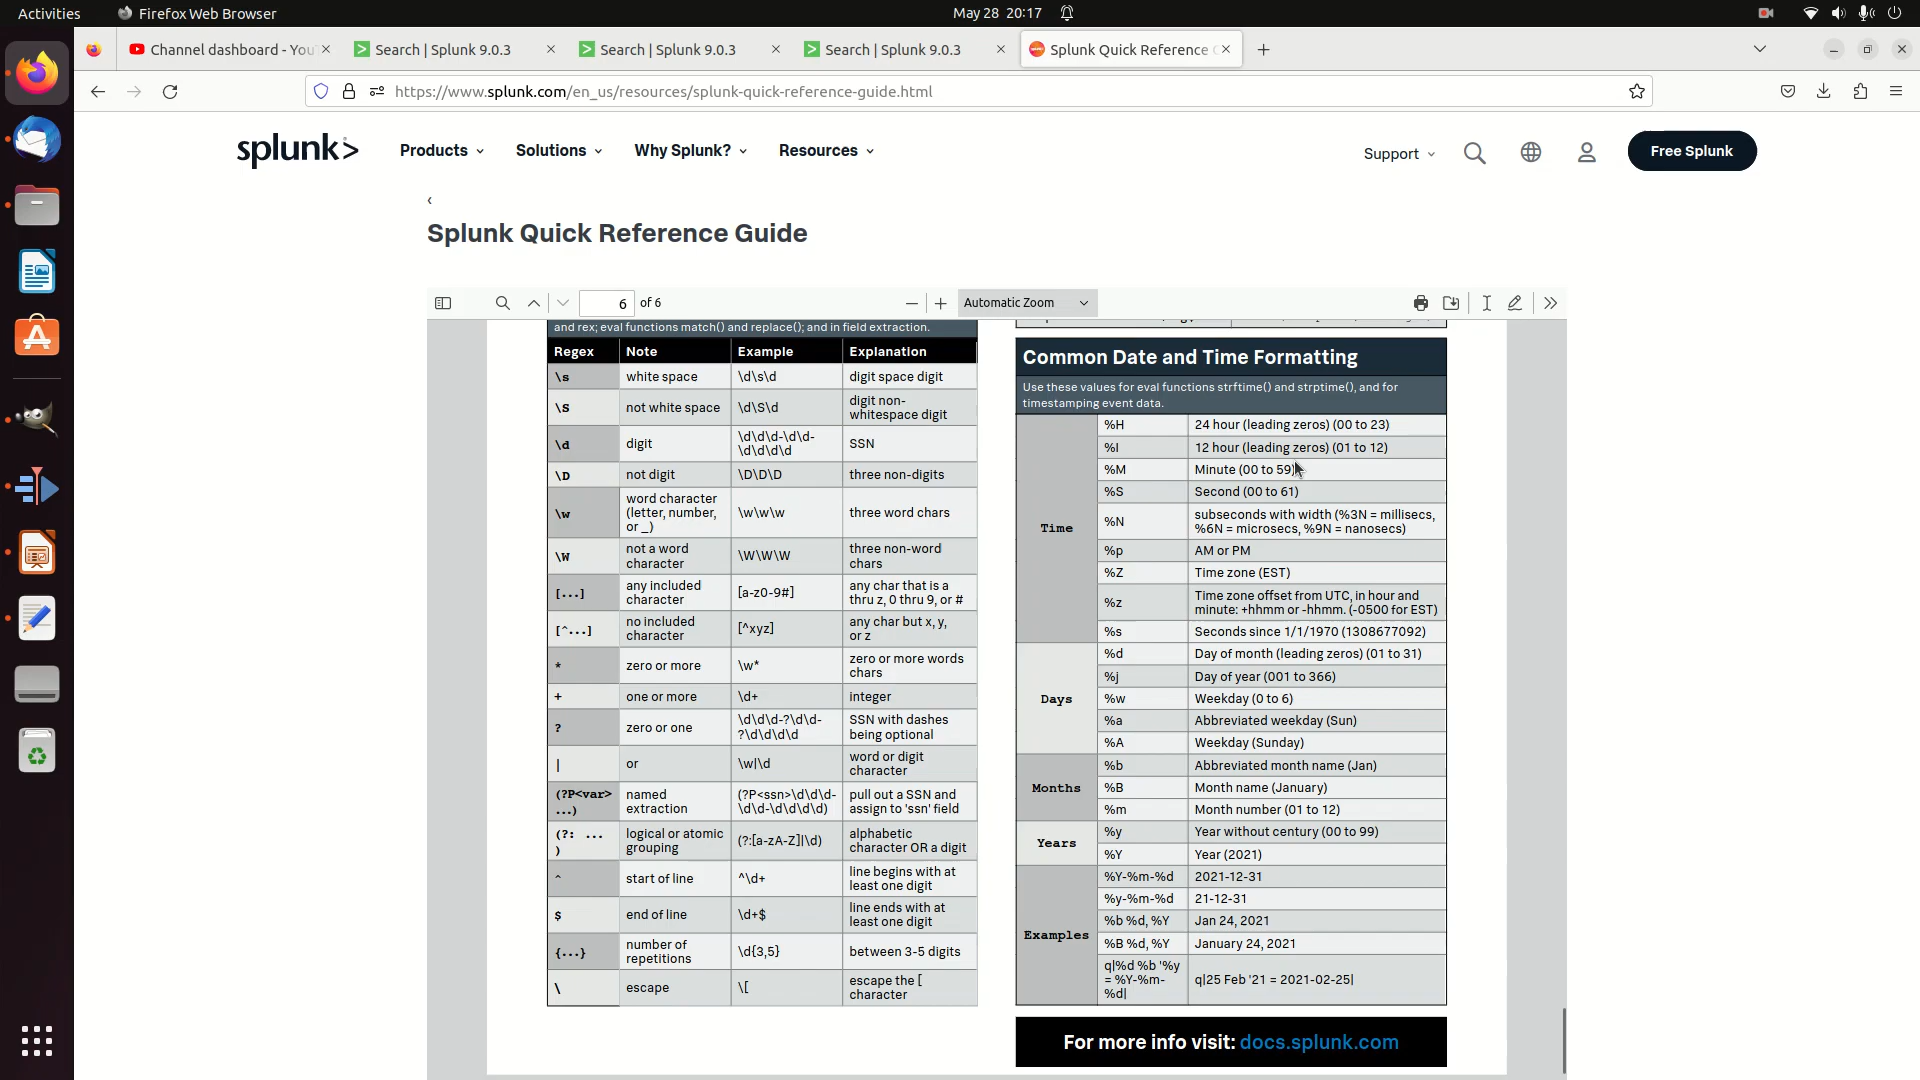 Activities
Firefox Web Browser
May 28 20:17
Channel dashboard - You
Search | Splunk 9.0.3
Search | Splunk 9.0.3
Search | Splunk 9.0.3
Splunk Quick Reference
https://www.splunk.com/en_us/resources/splunk-quick-reference-guide.html
splunk>
Products
Solutions
Why Splunk?
Resources
Support
Free Splunk
‹
Splunk Quick Reference Guide
6 of 6
Automatic Zoom
and rex; eval functions match() and replace(); and in field extraction.
Regex Note Example Explanation
\s white space \d\s\d digit space digit
\S not white space \d\S\d digit non-
whitespace digit
\d digit \d\d\d-\d\d-
\d\d\d\d SSN
\D not digit \D\D\D three non-digits
\w word character
(letter, number,
or _) \w\w\w three word chars
\W not a word
character \W\W\W three non-word
chars
[...] any included
character [a-z0-9#] any char that is a
thru z, 0 thru 9, or #
[^...] no included
character [^xyz] any char but x, y,
or z
* zero or more \w* zero or more words
chars
+ one or more \d+ integer
? zero or one \d\d\d-?\d\d-
?\d\d\d\d SSN with dashes
being optional
| or \w|\d word or digit
character
(?P<var>
...) named
extraction (?P<ssn>\d\d\d-
\d\d-\d\d\d\d) pull out a SSN and
assign to 'ssn' field
(?: ...
) logical or atomic
grouping (?:[a-zA-Z]|\d) alphabetic
character OR a digit
^ start of line ^\d+ line begins with at
least one digit
$ end of line \d+$ line ends with at
least one digit
{...} number of
repetitions \d{3,5} between 3-5 digits
\ escape \[ escape the [
character
Common Date and Time Formatting
Use these values for eval functions strftime() and strptime(), and for
timestamping event data.
Time
%H 24 hour (leading zeros) (00 to 23)
%I 12 hour (leading zeros) (01 to 12)
%M Minute (00 to 59)
%S Second (00 to 61)
%N subseconds with width (%3N = millisecs,
%6N = microsecs, %9N = nanosecs)
%p AM or PM
%Z Time zone (EST)
%z Time zone offset from UTC, in hour and
minute: +hhmm or -hhmm. (-0500 for EST)
%s Seconds since 1/1/1970 (1308677092)
Days
%d Day of month (leading zeros) (01 to 31)
%j Day of year (001 to 366)
%w Weekday (0 to 6)
%a Abbreviated weekday (Sun)
%A Weekday (Sunday)
Months
%b Abbreviated month name (Jan)
%B Month name (January)
%m Month number (01 to 12)
Years
%y Year without century (00 to 99)
%Y Year (2021)
Examples
%Y-%m-%d 2021-12-31
%y-%m-%d 21-12-31
%b %d, %Y Jan 24, 2021
%B %d, %Y January 24, 2021
q|%d %b '%y
= %Y-%m-
%d| q|25 Feb '21 = 2021-02-25|
For more info visit: docs.splunk.com